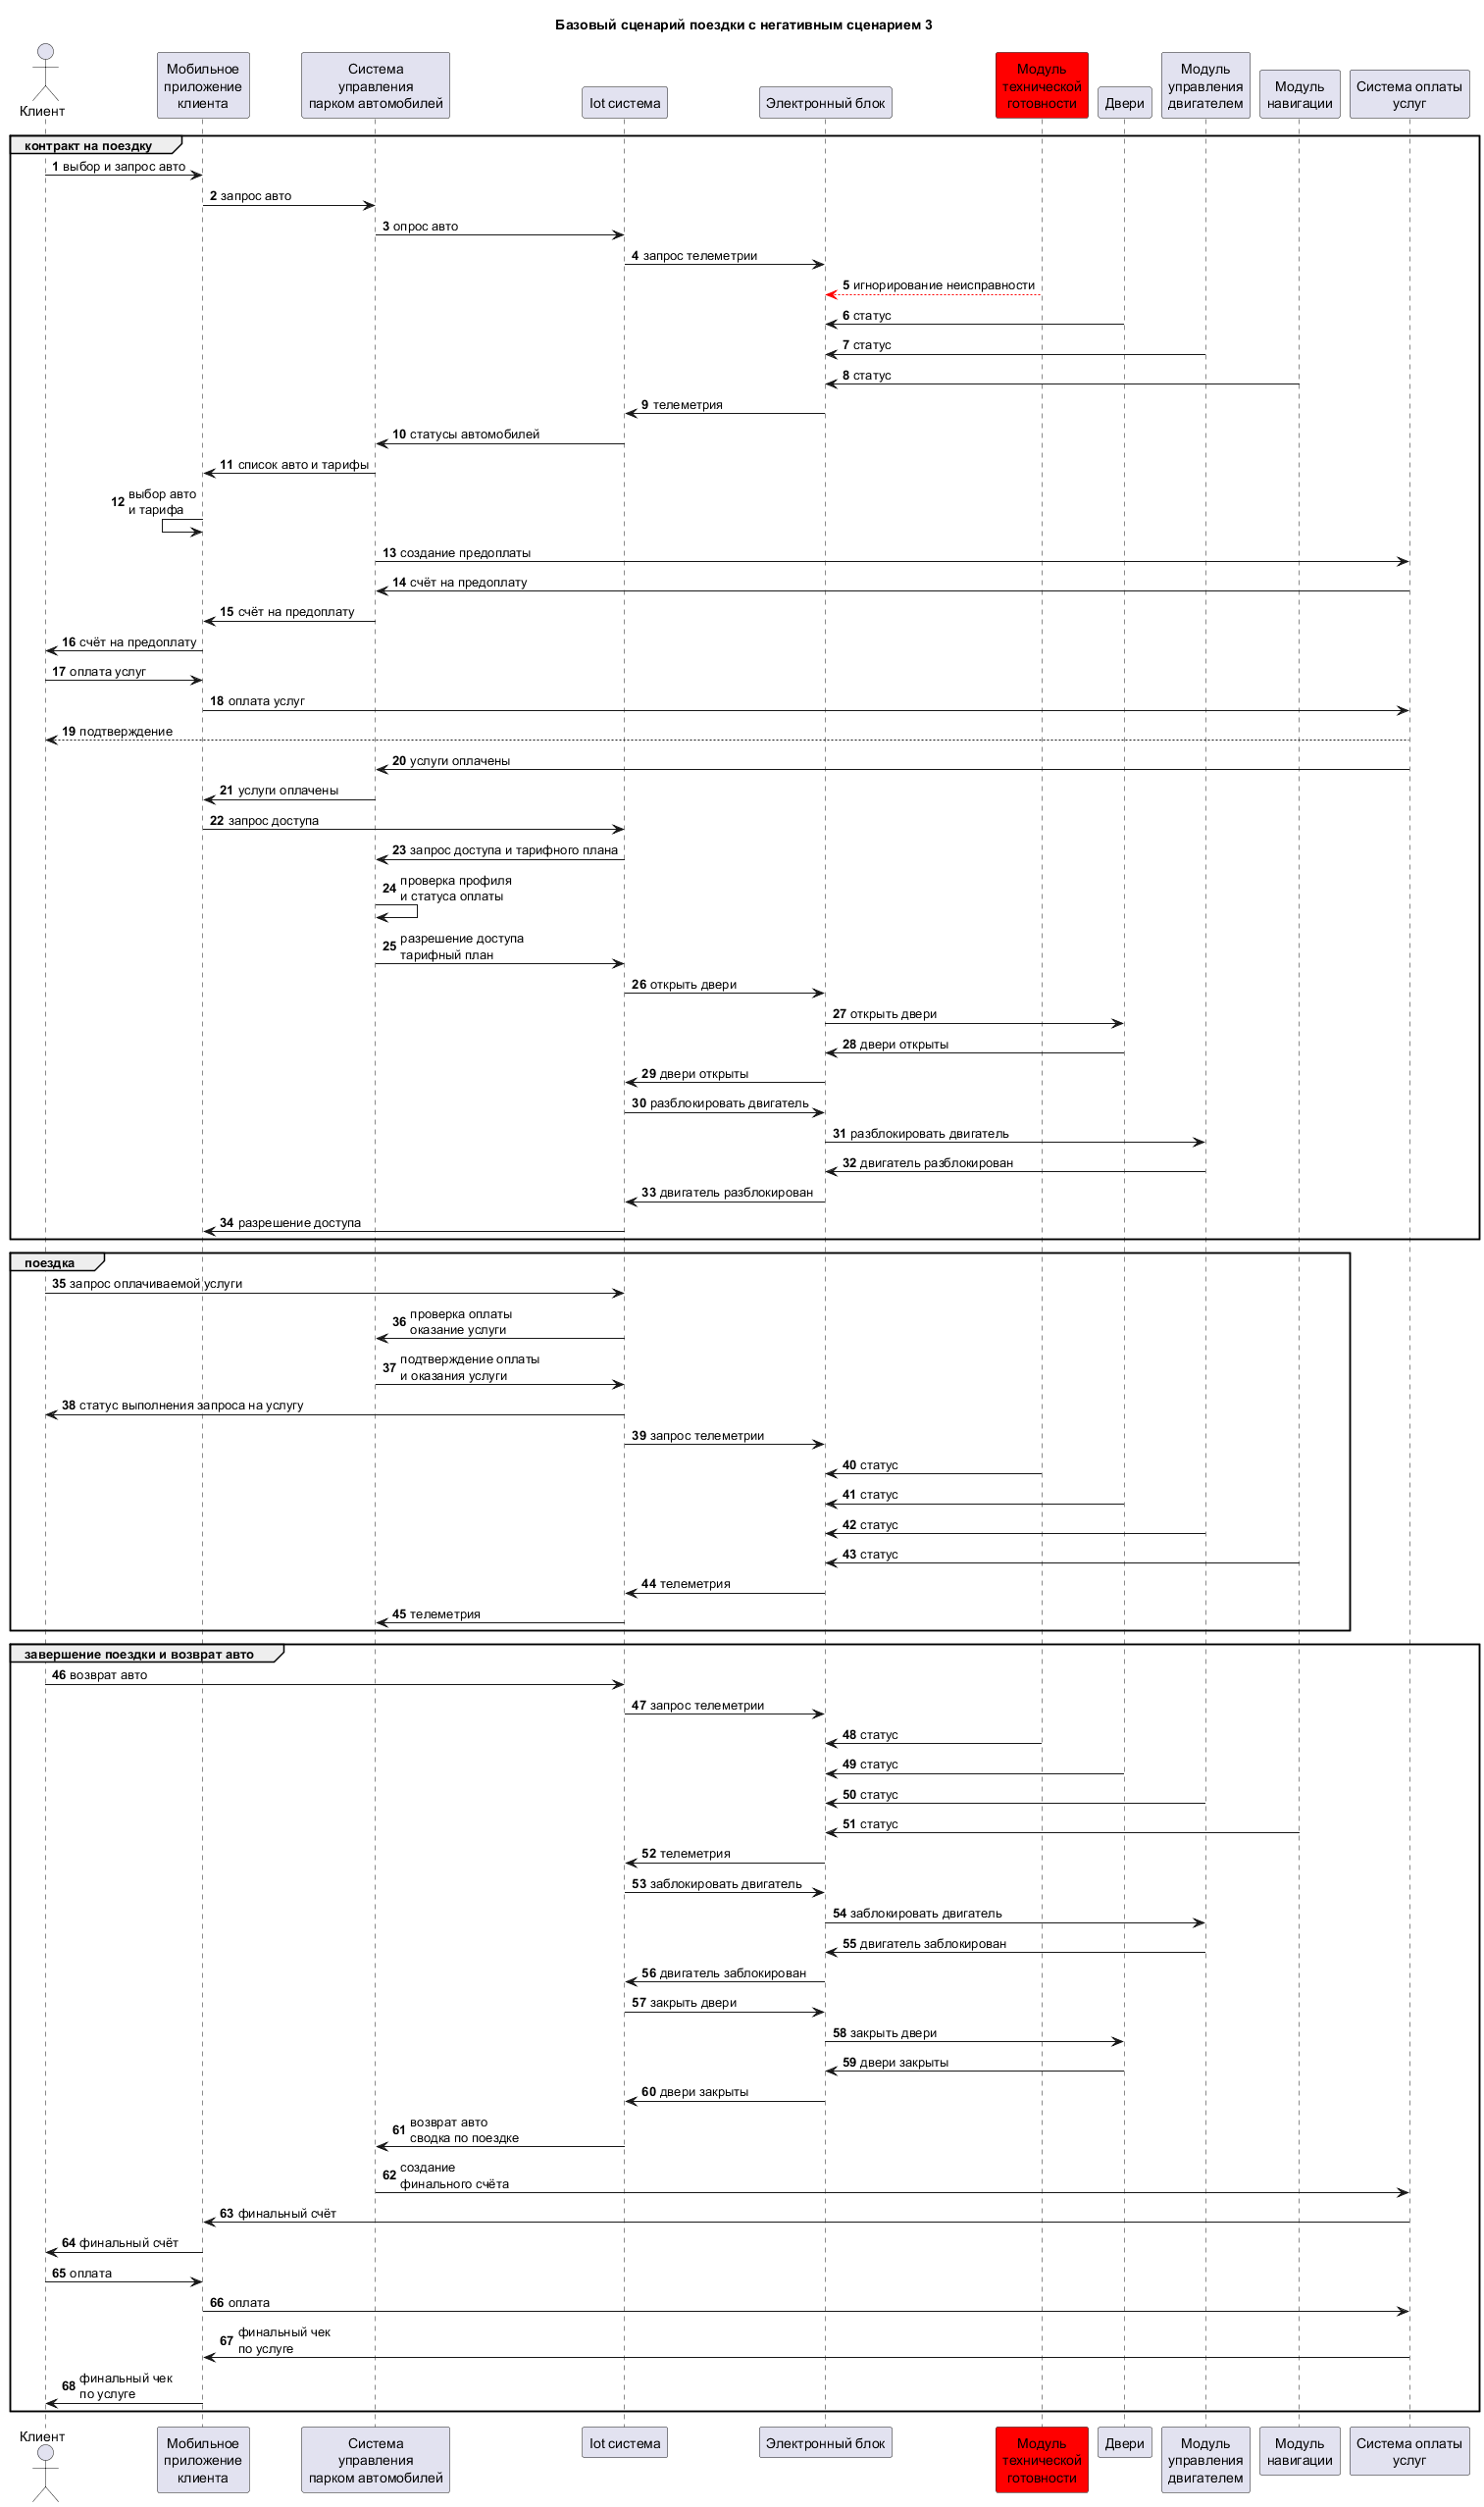 Базовый сценарий поездки с негативным сценарием 3
Клиент
Мобильное
приложение
клиента
Система
управления
парком автомобилей
Iot система
Электронный блок
Модуль
технической
готовности
Двери
Модуль
управления
двигателем
Модуль
навигации
Система оплаты
услуг
контракт на поездку
1 выбор и запрос авто
2 запрос авто
3 опрос авто
4 запрос телеметрии
5 игнорирование неисправности
6 статус
7 статус
8 статус
9 телеметрия
10 статусы автомобилей
11 список авто и тарифы
12 выбор авто
и тарифа
13 создание предоплаты
14 счёт на предоплату
15 счёт на предоплату
16 счёт на предоплату
17 оплата услуг
18 оплата услуг
19 подтверждение
20 услуги оплачены
21 услуги оплачены
22 запрос доступа
23 запрос доступа и тарифного плана
24 проверка профиля
и статуса оплаты
25 разрешение доступа
тарифный план
26 открыть двери
27 открыть двери
28 двери открыты
29 двери открыты
30 разблокировать двигатель
31 разблокировать двигатель
32 двигатель разблокирован
33 двигатель разблокирован
34 разрешение доступа
поездка
35 запрос оплачиваемой услуги
36 проверка оплаты
оказание услуги
37 подтверждение оплаты
и оказания услуги
38 статус выполнения запроса на услугу
39 запрос телеметрии
40 статус
41 статус
42 статус
43 статус
44 телеметрия
45 телеметрия
завершение поездки и возврат авто
46 возврат авто
47 запрос телеметрии
48 статус
49 статус
50 статус
51 статус
52 телеметрия
53 заблокировать двигатель
54 заблокировать двигатель
55 двигатель заблокирован
56 двигатель заблокирован
57 закрыть двери
58 закрыть двери
59 двери закрыты
60 двери закрыты
61 возврат авто
сводка по поездке
62 создание
финального счёта
63 финальный счёт
64 финальный счёт
65 оплата
66 оплата
67 финальный чек
по услуге
68 финальный чек
по услуге
Клиент
Мобильное
приложение
клиента
Система
управления
парком автомобилей
Iot система
Электронный блок
Модуль
технической
готовности
Двери
Модуль
управления
двигателем
Модуль
навигации
Система оплаты
услуг